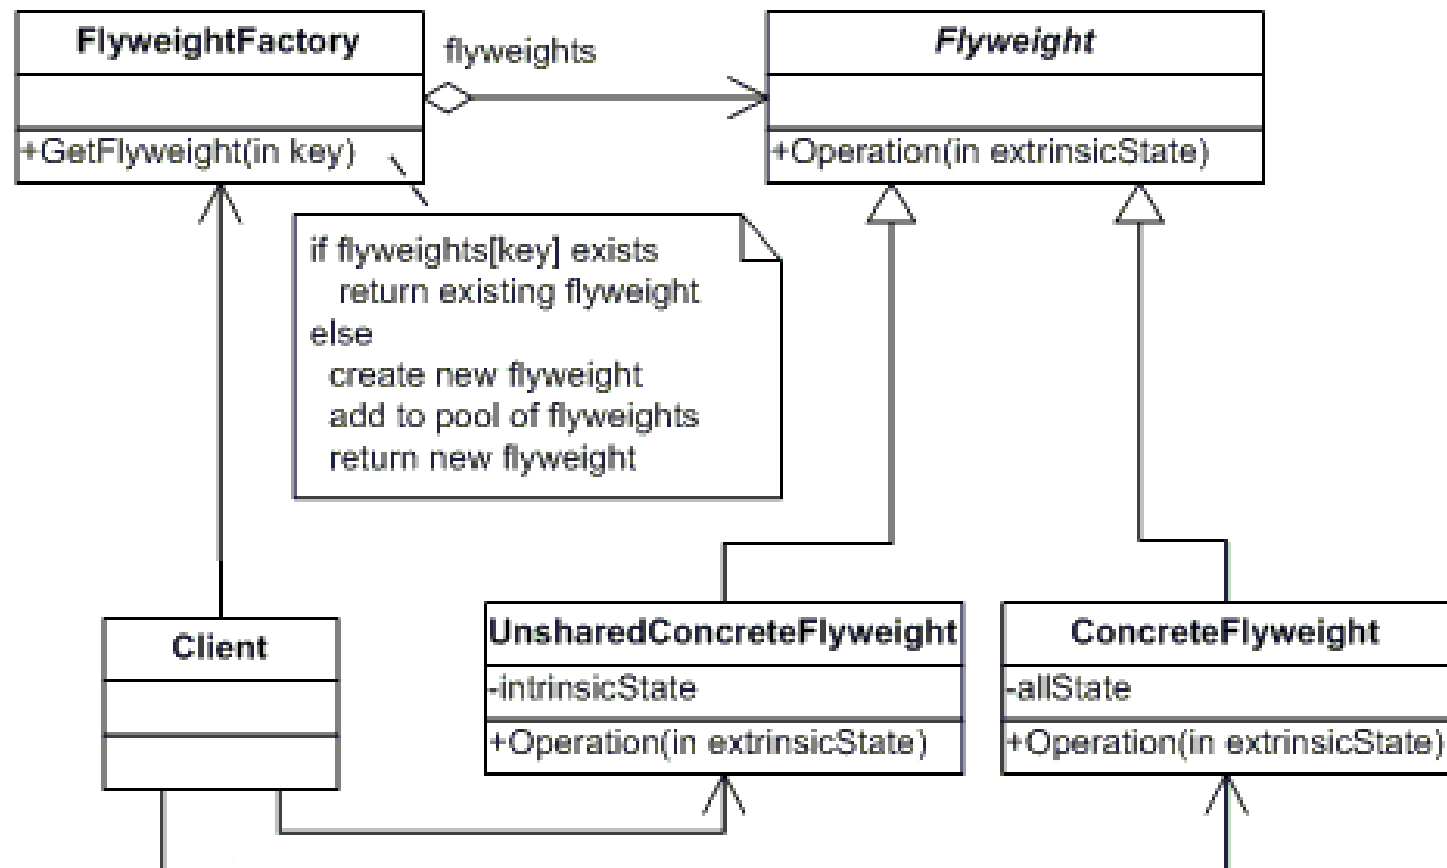 FlyweightFactory
+GetFlyweight(in key)
flyweights
Flyweight
+Operation(in extrinsicState)
if flyweights[key] exists
return existing flyweight
else
create new flyweight
add to pool of flyweights
return new flyweight
Client
UnsharedConcreteFlyweight
-intrinsicState
+Operation(in extrinsicState)
ConcreteFlyweight
-allState
+Operation(in extrinsicState)